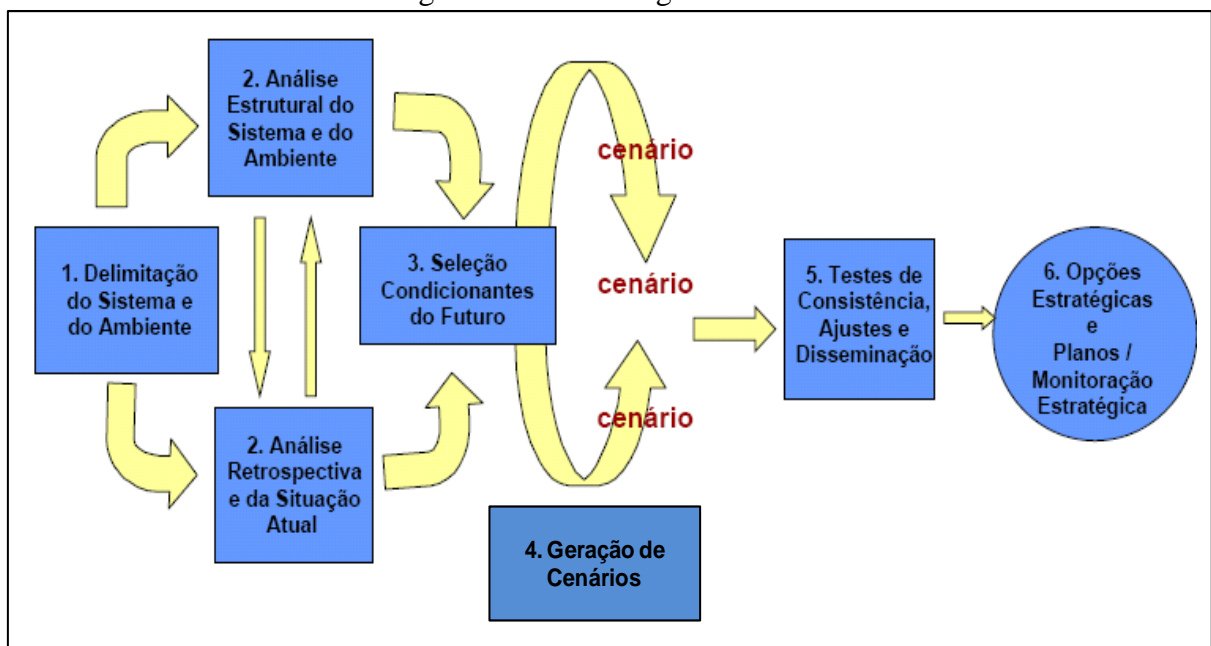 2. Análise
Estrutural do
Sistema e do
Ambiente
cenário
1. Delimitação
do Sistema e
do Ambiente
3. Seleção
Condicionantes
do Futuro
cenário
5. Testes de
Consistência,
Ajustes e
Disseminação
6. Opções
Estratégicas
e
Planos /
Monitoração
Estratégica
2. Análise
Retrospectiva
e da Situação
Atual
cenário
4. Geração de
Cenários